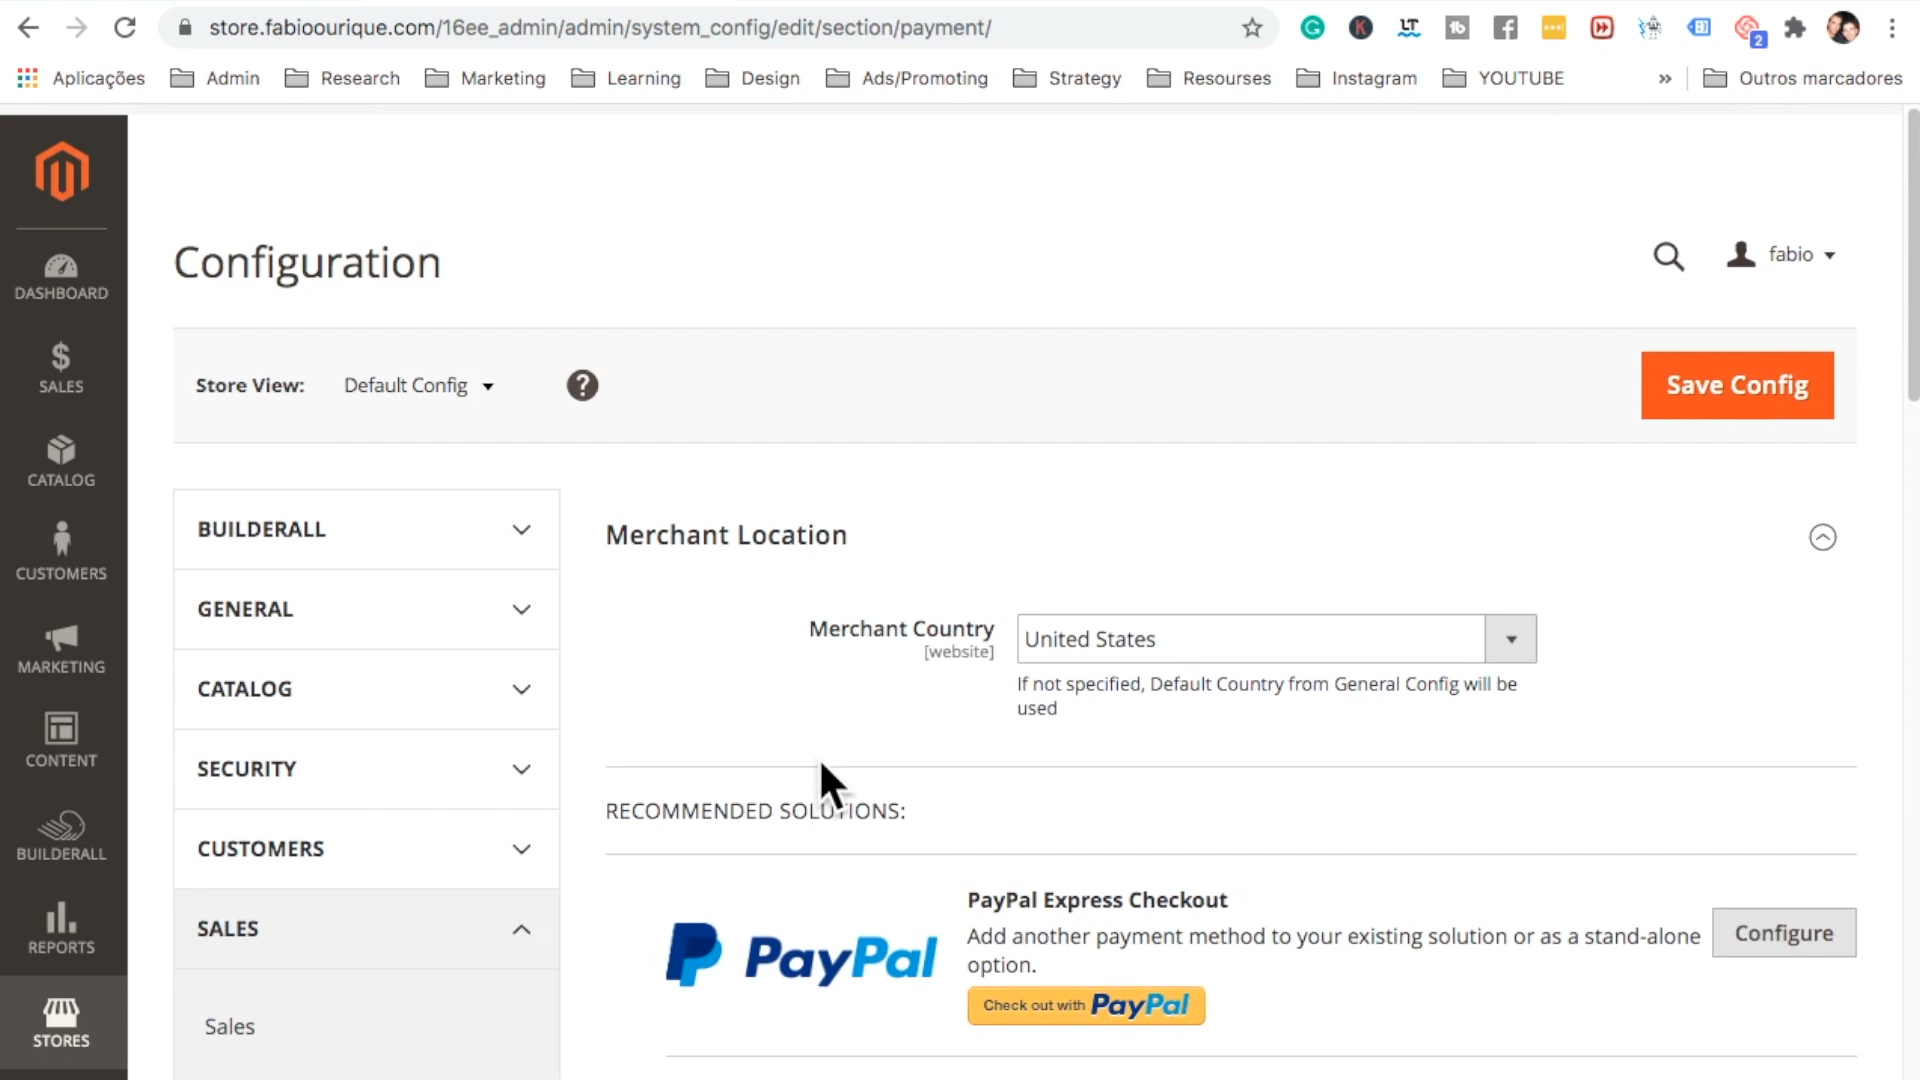 store.fabioourique.com/16ee_admin/admin/system_config/edit/section/payment/
2
Aplicações Admin Research Marketing Learning Design Ads/Promoting Strategy Resourses Instagram YOUTUBE » Outros marcadores
Configuration
fabio
DASHBOARD
SALES
CATALOG
CUSTOMERS
MARKETING
CONTENT
BUILDERALL
REPORTS
STORES
Store View: Default Config ?
Save Config
BUILDERALL
GENERAL
CATALOG
SECURITY
CUSTOMERS
SALES
Sales
Merchant Location
Merchant Country
[website]
United States
If not specified, Default Country from General Config will be
used
RECOMMENDED SOLUTIONS:
PayPal
PayPal Express Checkout
Add another payment method to your existing solution or as a stand-alone
option.
Check out with PayPal
Configure